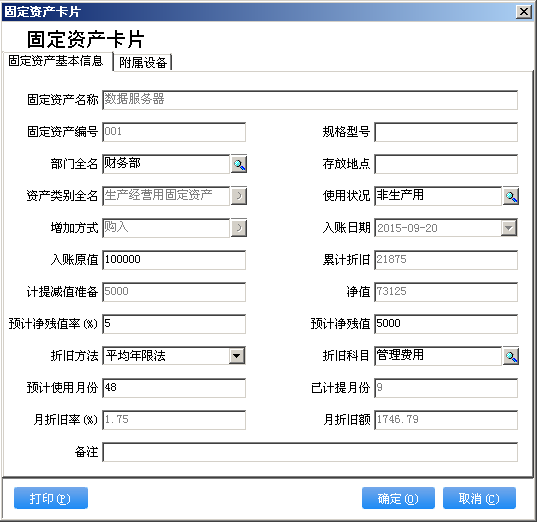 固定资产卡片
固定资产卡片
固定资产基本信息 附属设备
固定资产名称 数据服务器
固定资产编号 001 规格型号
部门全名 财务部 存放地点
资产类别全名 生产经营用固定资产 使用状况 非生产用
增加方式 购入 入账日期 2015-09-20
入账原值 100000 累计折旧 21875
计提减值准备 5000 净值 73125
预计净残值率(%) 5 预计净残值 5000
折旧方法 平均年限法 折旧科目 管理费用
预计使用月份 48 已计提月份 9
月折旧率(%) 1.75 月折旧额 1746.79
备注
打印(P) 确定(O) 取消(C)